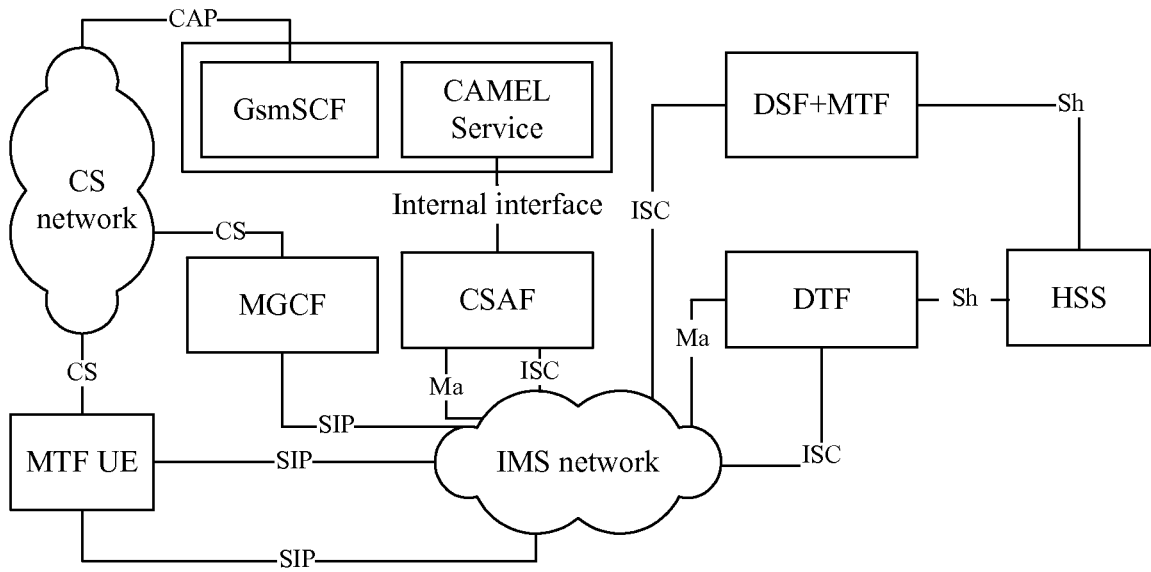 CAP
GsmSCF
CAMEL
Service
DSF+MTF
Sh
CS
network
Internal interface
ISC
CS
MGCF
CSAF
DTF
Sh
HSS
Ma
CS
Ma
ISC
SIP
MTF UE
SIP
IMS network
ISC
SIP